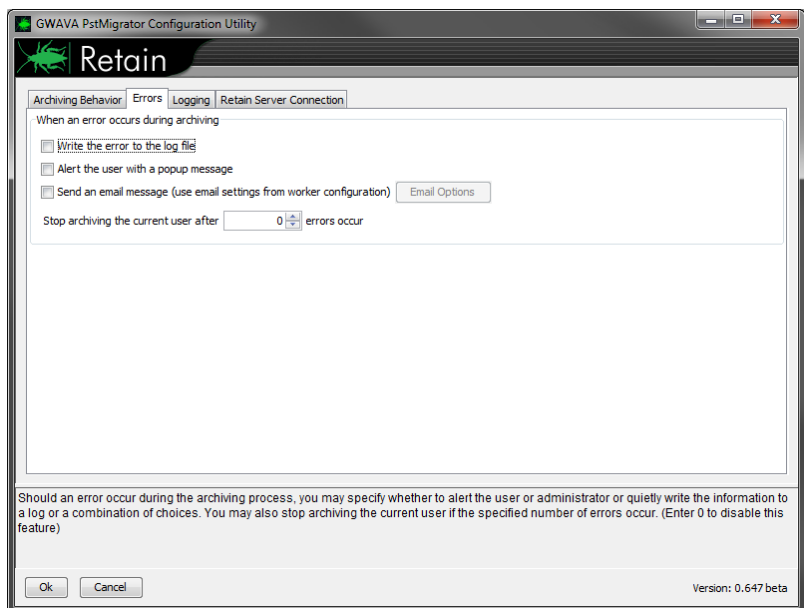 GWAVA PstMigrator Configuration Utility
Retain
Archiving Behavior Errors Logging Retain Server Connection
When an error occurs during archiving
Write the error to the log file
Alert the user with a popup message
Send an email message (use email settings from worker configuration) Email Options
Stop archiving the current user after 0 errors occur
Should an error occur during the archiving process, you may specify whether to alert the user or administrator or quietly write the information to
a log or a combination of choices. You may also stop archiving the current user if the specified number of errors occur. (Enter 0 to disable this
feature)
Ok Cancel Version: 0.647 beta